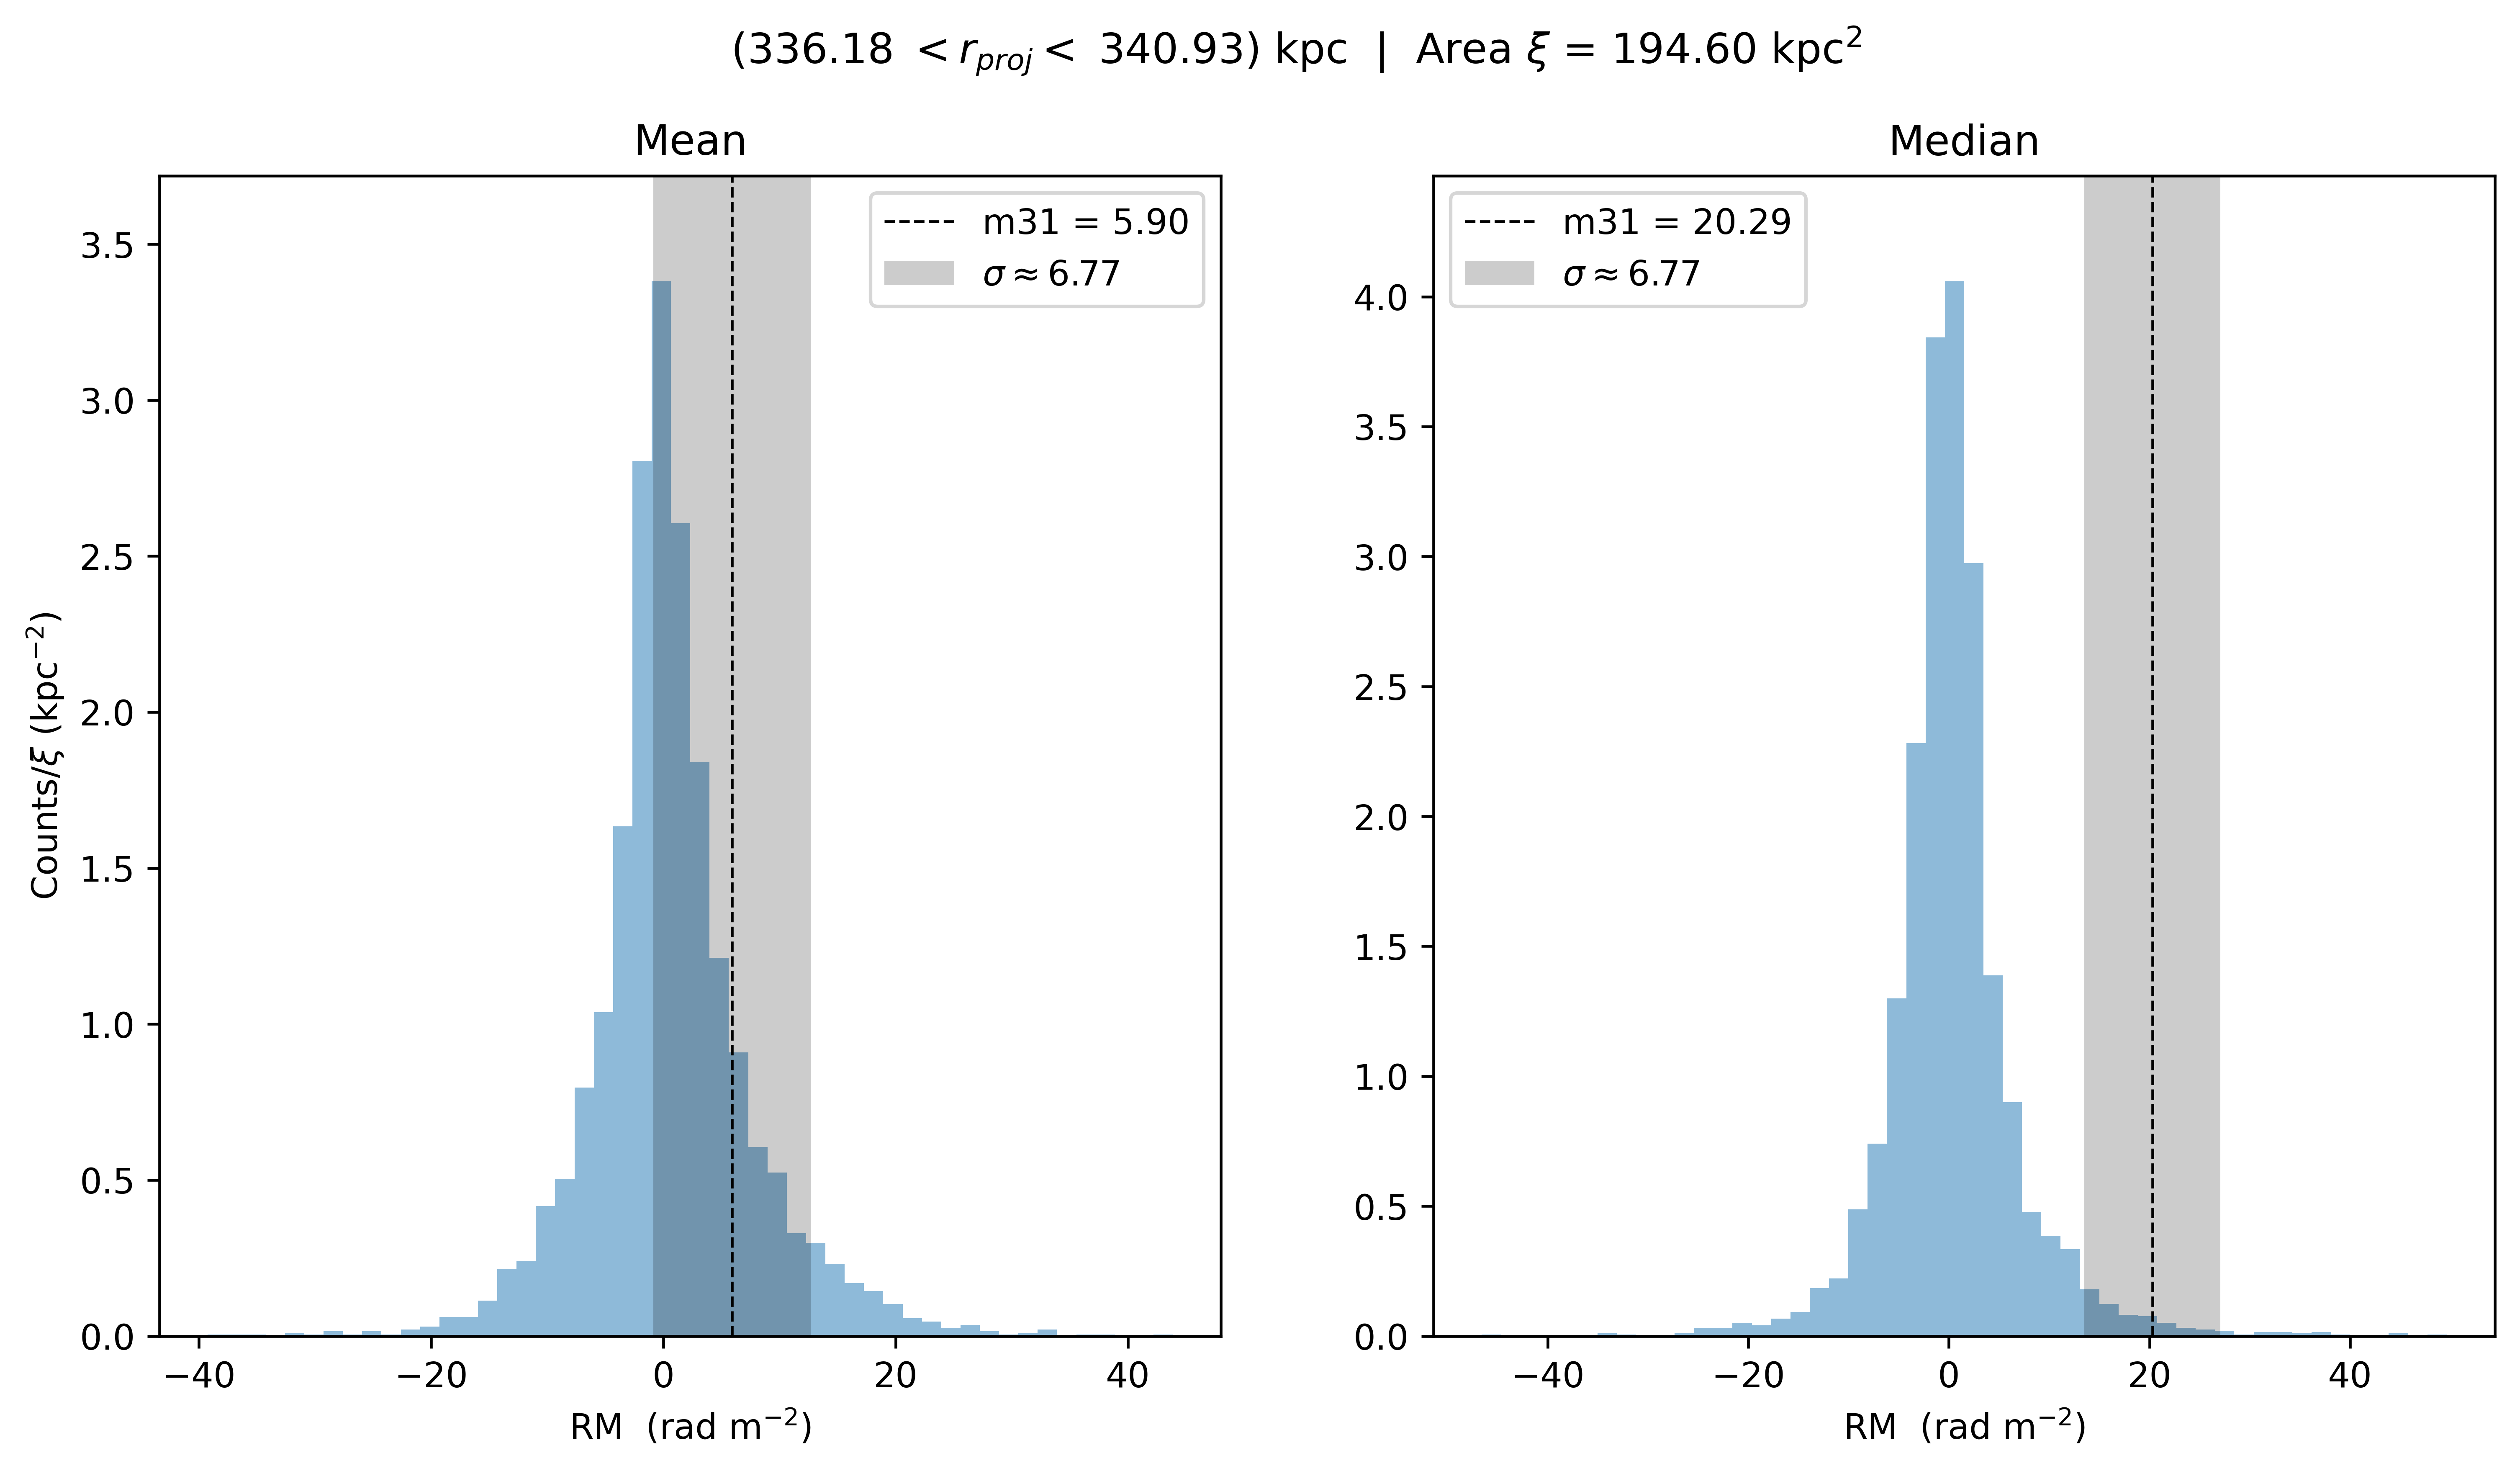 (336.18 < r_proj < 340.93) kpc | Area ξ = 194.60 kpc²
Mean
m31 = 5.90
σ ≈ 6.77
Counts/ξ (kpc⁻²)
3.5
3.0
2.5
2.0
1.5
1.0
0.5
0.0
−40 −20 0 20 40
RM (rad m⁻²)
Median
m31 = 20.29
σ ≈ 6.77
4.0
3.5
3.0
2.5
2.0
1.5
1.0
0.5
0.0
−40 −20 0 20 40
RM (rad m⁻²)